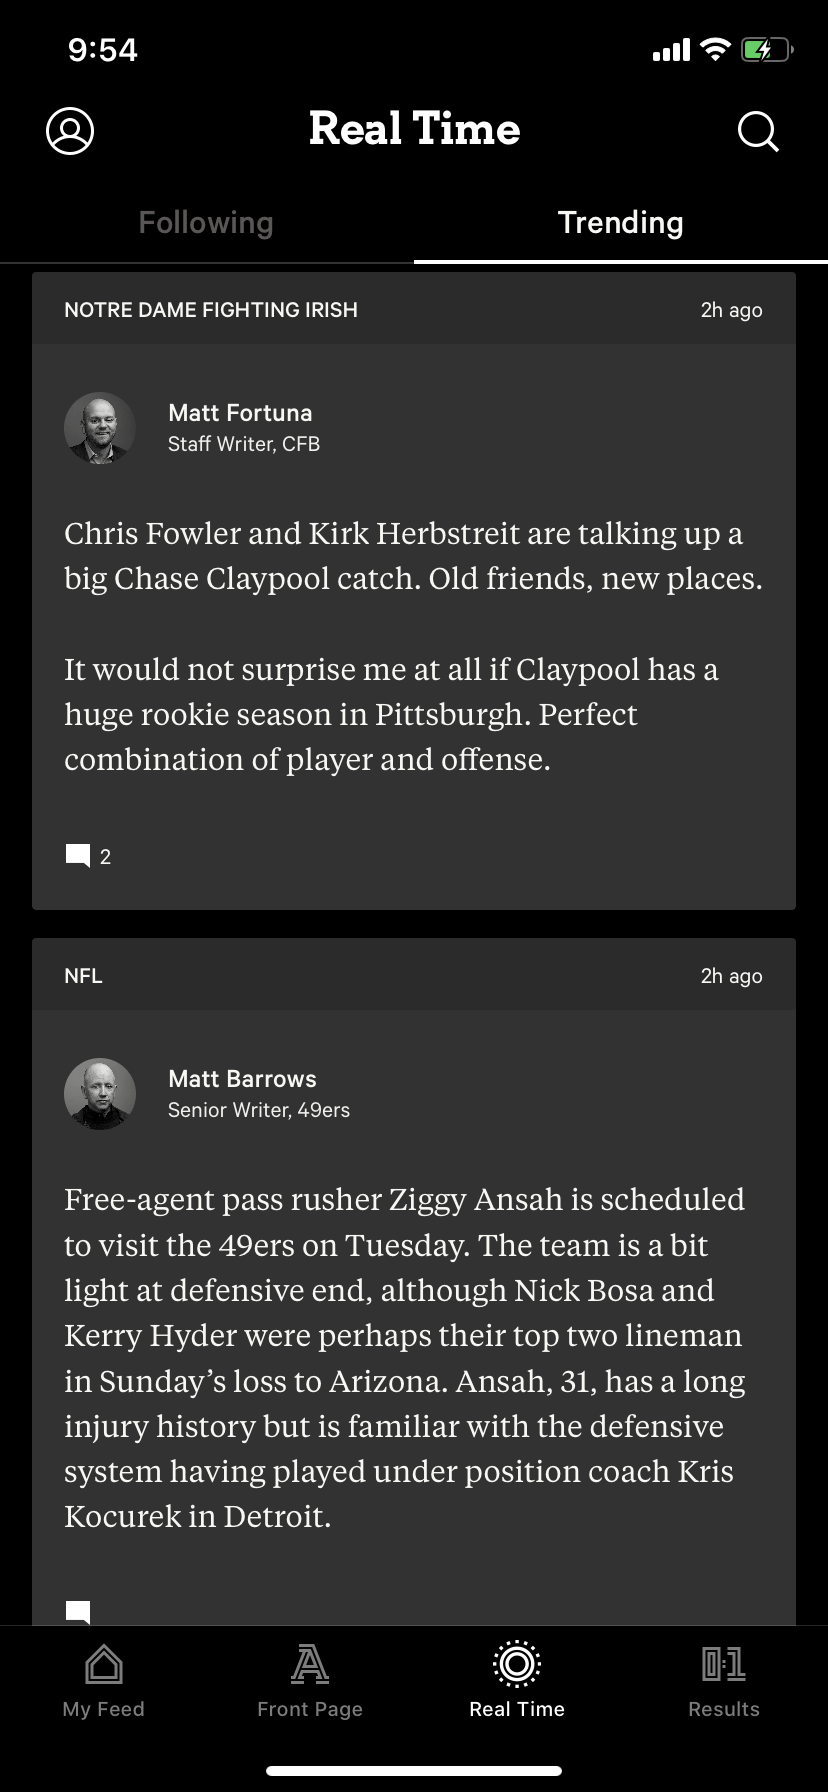 9:54
Real Time
Following
Trending
NOTRE DAME FIGHTING IRISH
2h ago
Matt Fortuna
Staff Writer, CFB
Chris Fowler and Kirk Herbstreit are talking up a
big Chase Claypool catch. Old friends, new places.
It would not surprise me at all if Claypool has a
huge rookie season in Pittsburgh. Perfect
combination of player and offense.
2
NFL
2h ago
Matt Barrows
Senior Writer, 49ers
Free-agent pass rusher Ziggy Ansah is scheduled
to visit the 49ers on Tuesday. The team is a bit
light at defensive end, although Nick Bosa and
Kerry Hyder were perhaps their top two lineman
in Sunday’s loss to Arizona. Ansah, 31, has a long
injury history but is familiar with the defensive
system having played under position coach Kris
Kocurek in Detroit.
A
0:1
My Feed
Front Page
Real Time
Results